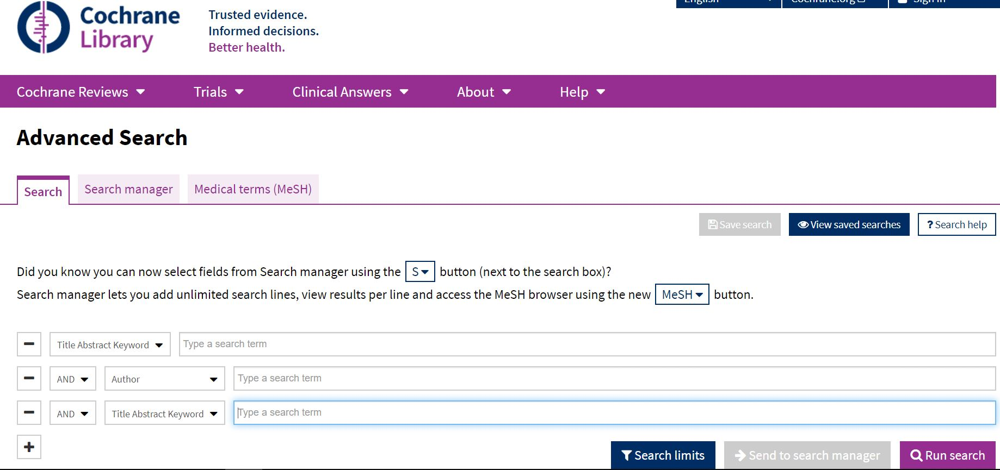 English Cochrane.org Sign In
Cochrane
Library
Trusted evidence.
Informed decisions.
Better health.
Cochrane Reviews Trials Clinical Answers About Help
Advanced Search
Search Search manager Medical terms (MeSH)
Save search View saved searches ? Search help
Did you know you can now select fields from Search manager using the S button (next to the search box)?
Search manager lets you add unlimited search lines, view results per line and access the MeSH browser using the new MeSH button.
Title Abstract Keyword Type a search term
AND Author Type a search term
AND Title Abstract Keyword Type a search term
Search limits Send to search manager Run search